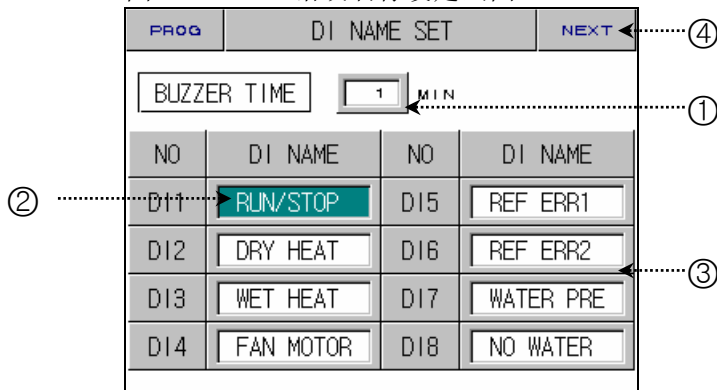 PROG DI NAME SET NEXT ④
BUZZER TIME 1 MIN
①
NO DI NAME NO DI NAME
② DI1 RUN/STOP DI5 REF ERR1
DI2 DRY HEAT DI6 REF ERR2
③
DI3 WET HEAT DI7 WATER PRE
DI4 FAN MOTOR DI8 NO WATER